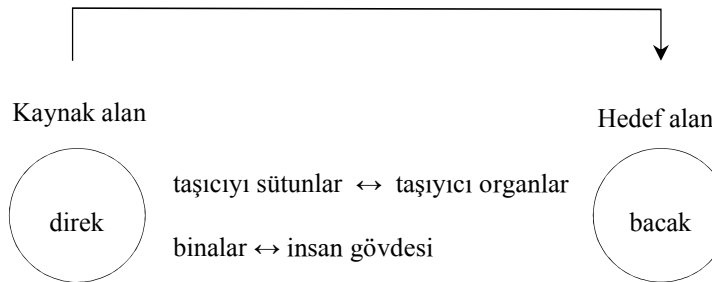 Kaynak alan
Hedef alan
taşıcıyı sütunlar ↔ taşıyıcı organlar
direk
bacak
binalar ↔ insan gövdesi